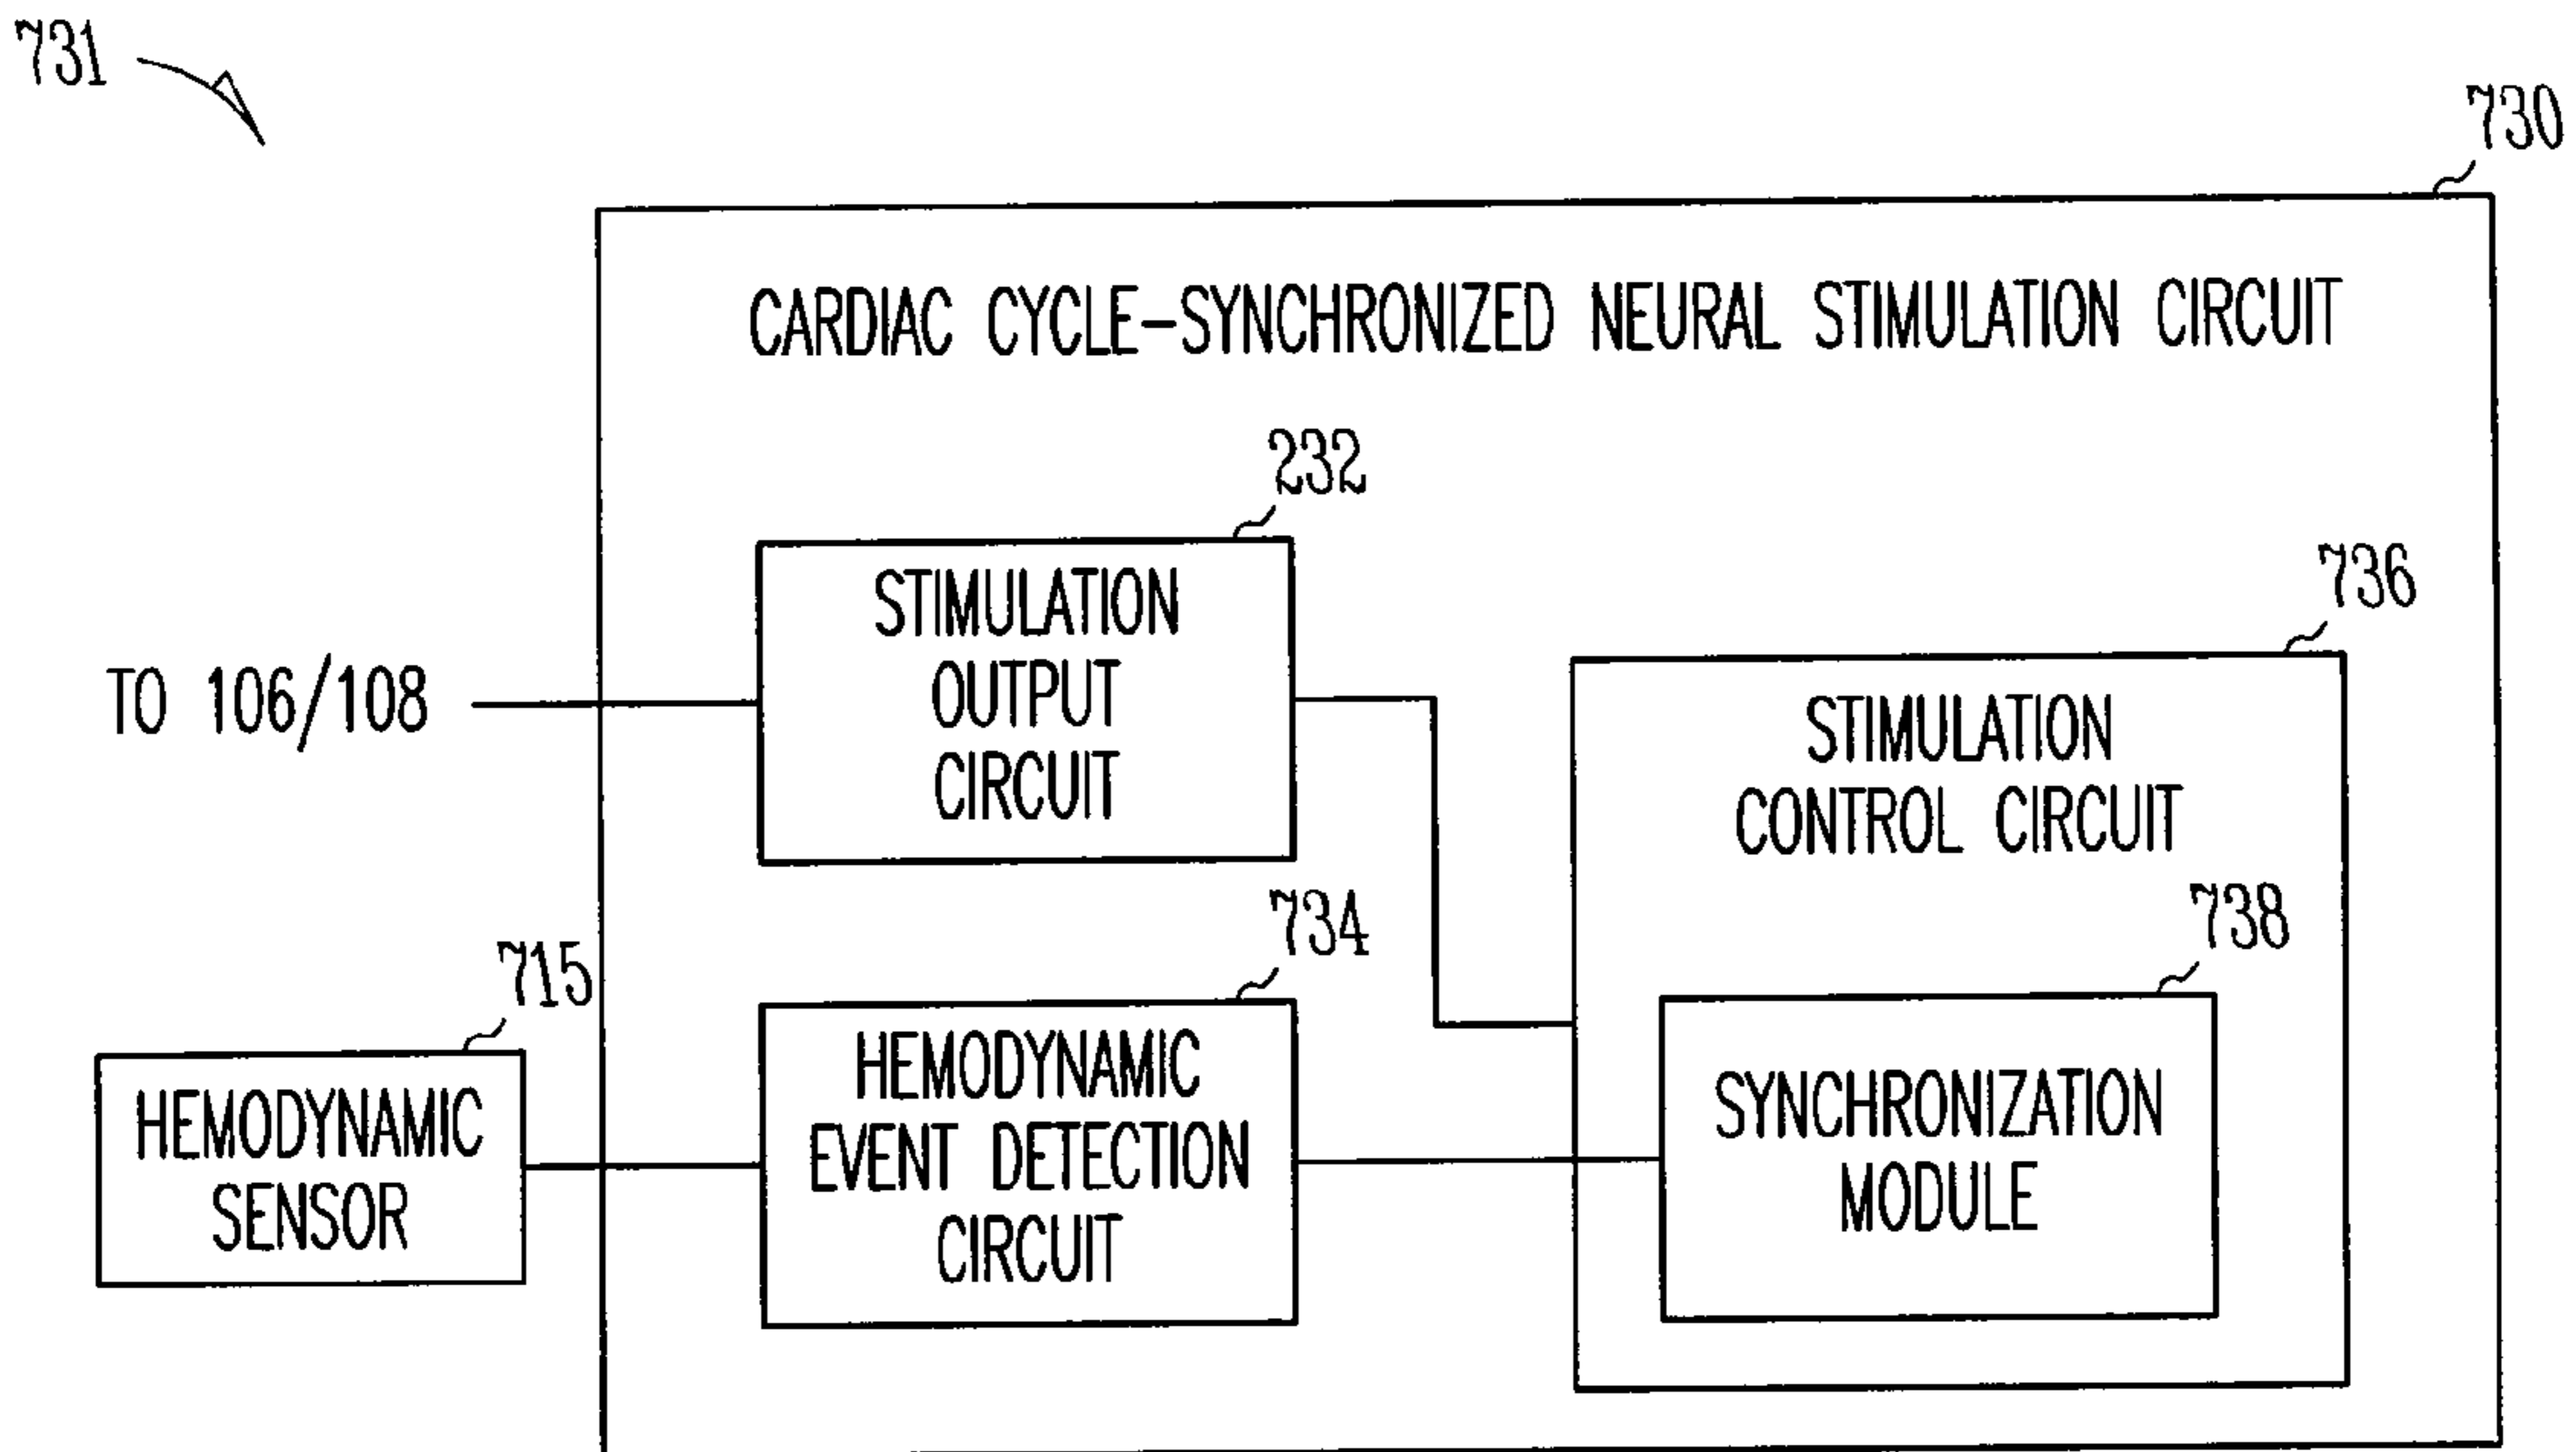 731
730
CARDIAC CYCLE-SYNCHRONIZED NEURAL STIMULATION CIRCUIT
232
STIMULATION
OUTPUT
CIRCUIT
TO 106/108
736
STIMULATION
CONTROL CIRCUIT
734
HEMODYNAMIC
EVENT DETECTION
CIRCUIT
738
SYNCHRONIZATION
MODULE
715
HEMODYNAMIC
SENSOR